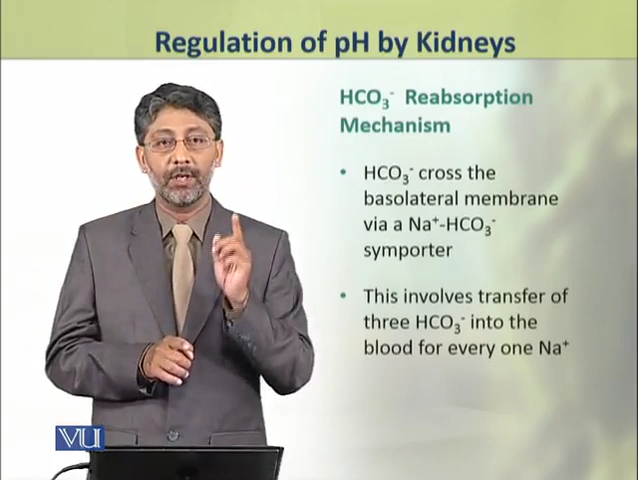 Regulation of pH by Kidneys
HCO₃⁻ Reabsorption
Mechanism
• HCO₃⁻ cross the
basolateral membrane
via a Na⁺-HCO₃⁻
symporter
• This involves transfer of
three HCO₃⁻ into the
blood for every one Na⁺
VU